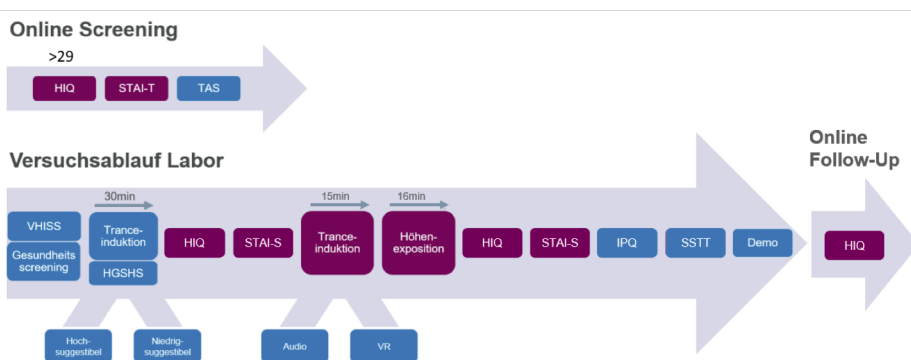 Online Screening
>29
HIQ
STAI-T
TAS
Versuchsablauf Labor
30min
15min
16min
VHISS
Gesundheits
screening
Trance-
induktion
HGSHS
HIQ
STAI-S
Trance-
induktion
Höhen-
exposition
HIQ
STAI-S
IPQ
SSTT
Demo
Hoch-
suggestibel
Niedrig-
suggestibel
Audio
VR
Online
Follow-Up
HIQ